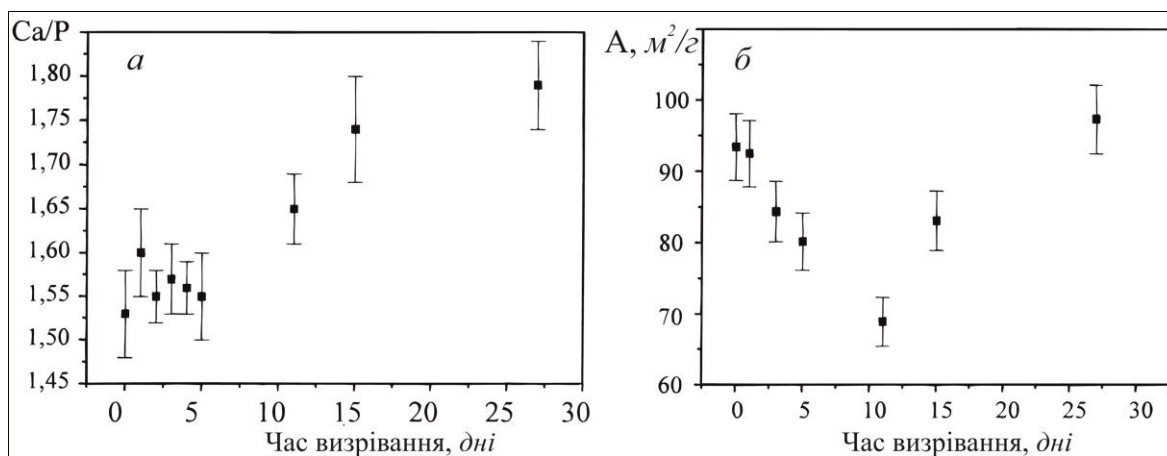 Ca/P
а
1,80
1,75
1,70
1,65
1,60
1,55
1,50
1,45
0 5 10 15 20 25 30
Час визрівання, дні
А, м²/г
б
100
90
80
70
60
0 5 10 15 20 25 30
Час визрівання, дні